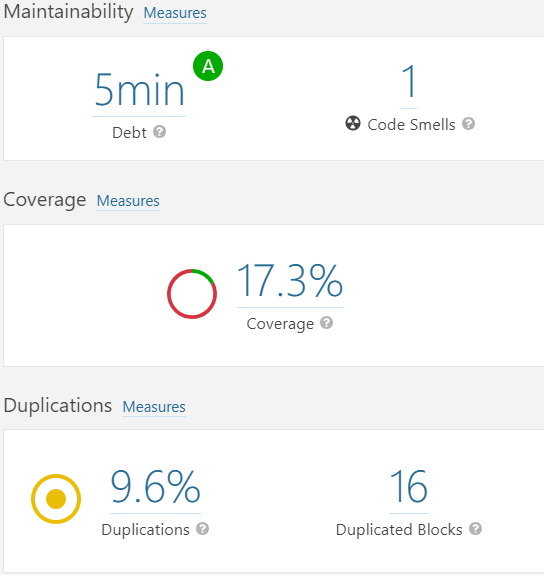 Maintainability Measures
5min A
Debt ?
1
Code Smells ?
Coverage Measures
17.3%
Coverage ?
Duplications Measures
9.6%
Duplications ?
16
Duplicated Blocks ?